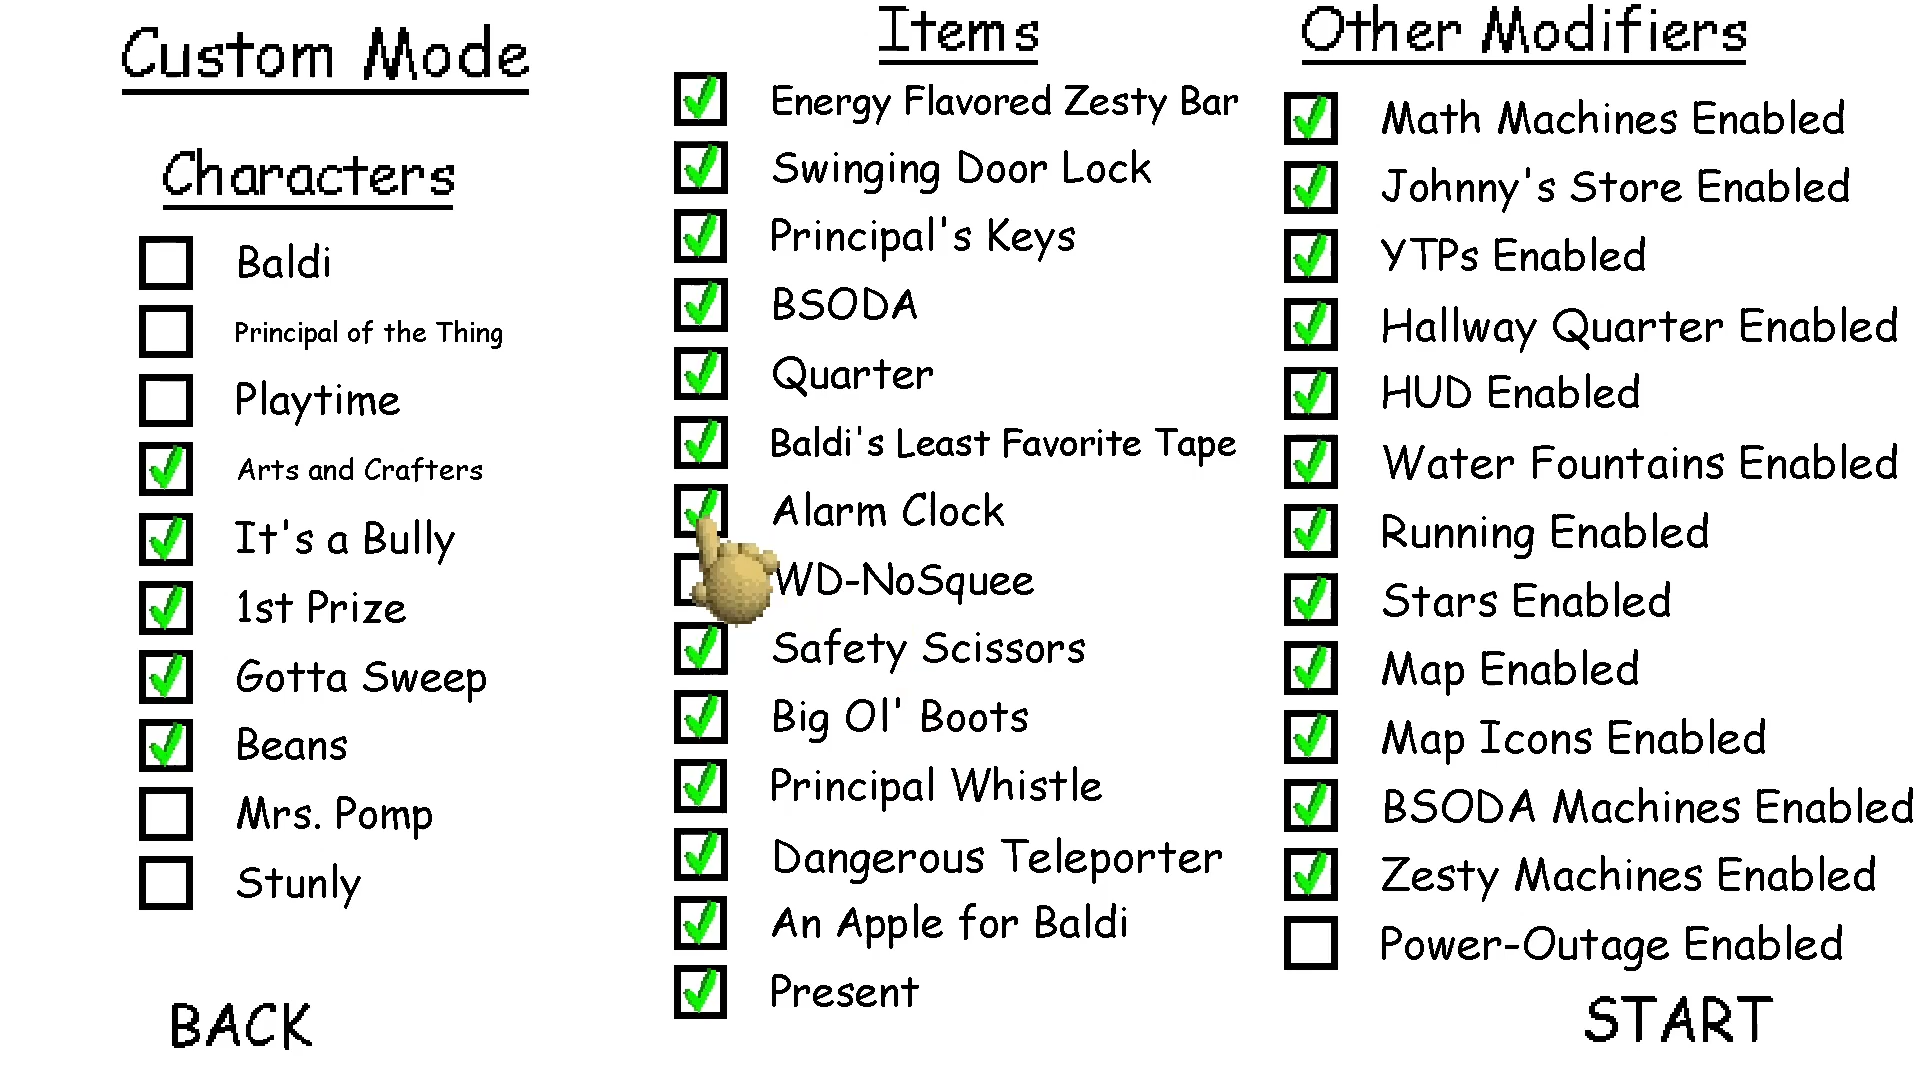 Custom Mode
Characters
Baldi
Principal of the Thing
Playtime
Arts and Crafters
It's a Bully
1st Prize
Gotta Sweep
Beans
Mrs. Pomp
Stunly
BACK
Items
Energy Flavored Zesty Bar
Swinging Door Lock
Principal's Keys
BSODA
Quarter
Baldi's Least Favorite Tape
Alarm Clock
WD-NoSquee
Safety Scissors
Big Ol' Boots
Principal Whistle
Dangerous Teleporter
An Apple for Baldi
Present
Other Modifiers
Math Machines Enabled
Johnny's Store Enabled
YTPs Enabled
Hallway Quarter Enabled
HUD Enabled
Water Fountains Enabled
Running Enabled
Stars Enabled
Map Enabled
Map Icons Enabled
BSODA Machines Enabled
Zesty Machines Enabled
Power-Outage Enabled
START